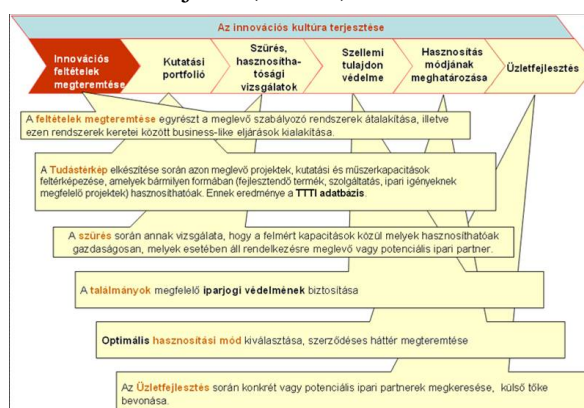 Az innovációs kultúra terjesztése
Innovációs
feltételek
megteremtése
Kutatási
portfolió
Szűrés,
hasznosítha-
tósági
vizsgálatok
Szellemi
tulajdon
védelme
Hasznosítás
módjának
meghatározása
Üzletfejlesztés
A feltételek megteremtése egyrészt a meglevő szabályozó rendszerek átalakítása, illetve
ezen rendszerek keretei között business-like eljárások kialakítása.
A Tudástérkép elkészítése során azon meglevő projektek, kutatási és műszerkapacitások
feltérképezése, amelyek bármilyen formában (fejlesztendő termék, szolgáltatás, ipari igényeknek
megfelelő projektek) hasznosíthatóak. Ennek eredménye a TTTI adatbázis.
A szűrés során annak vizsgálata, hogy a felmért kapacitások közül melyek hasznosíthatóak
gazdaságosan, melyek esetében áll rendelkezésre meglevő vagy potenciális ipari partner.
A találmányok megfelelő iparjogi védelmének biztosítása
Optimális hasznosítási mód kiválasztása, szerződéses háttér megteremtése
Az Üzletfejlesztés során konkrét vagy potenciális ipari partnerek megkeresése, külső tőke
bevonása.